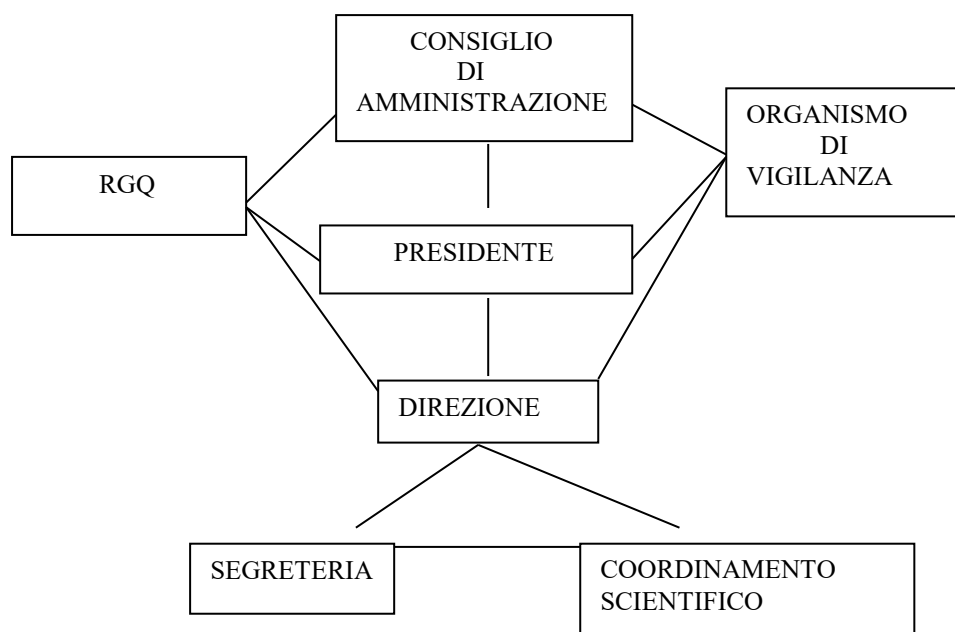 CONSIGLIO
DI
AMMINISTRAZIONE
ORGANISMO
DI
VIGILANZA
RGQ
PRESIDENTE
DIREZIONE
SEGRETERIA
COORDINAMENTO
SCIENTIFICO